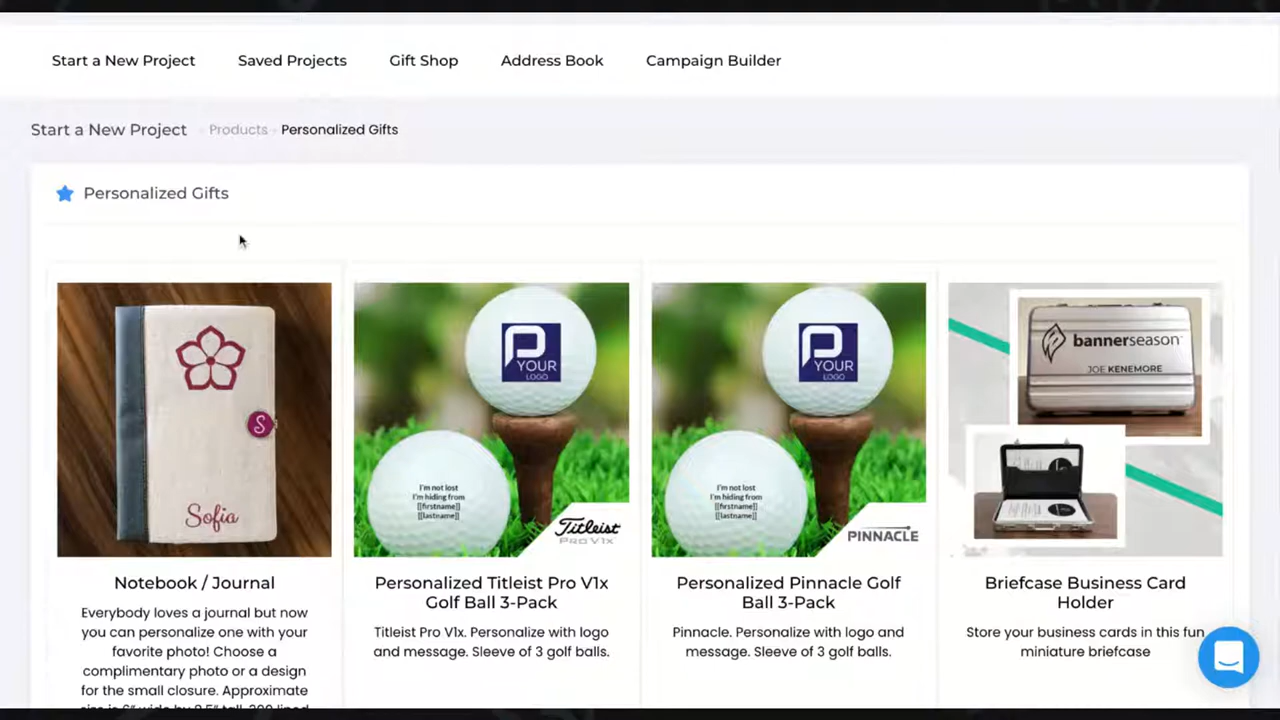 Start a New Project
Saved Projects
Gift Shop
Address Book
Campaign Builder
Start a New Project
Products
Personalized Gifts
Personalized Gifts
S
Sofia
P
YOUR
LOGO
I'm not lost
I'm hiding from
[[firstname]]
[[lastname]]
Titleist
PRO V1x
P
YOUR
LOGO
I'm not lost
I'm hiding from
[[firstname]]
[[lastname]]
PINNACLE
bannerseason
JOE KENEMORE
Notebook / Journal
Everybody loves a journal but now
you can personalize one with your
favorite photo! Choose a
complimentary photo or a design
for the small closure. Approximate
Personalized Titleist Pro V1x
Golf Ball 3-Pack
Titleist Pro V1x. Personalize with logo
and message. Sleeve of 3 golf balls.
Personalized Pinnacle Golf
Ball 3-Pack
Pinnacle. Personalize with logo and
message. Sleeve of 3 golf balls.
Briefcase Business Card
Holder
Store your business cards in this fun
miniature briefcase